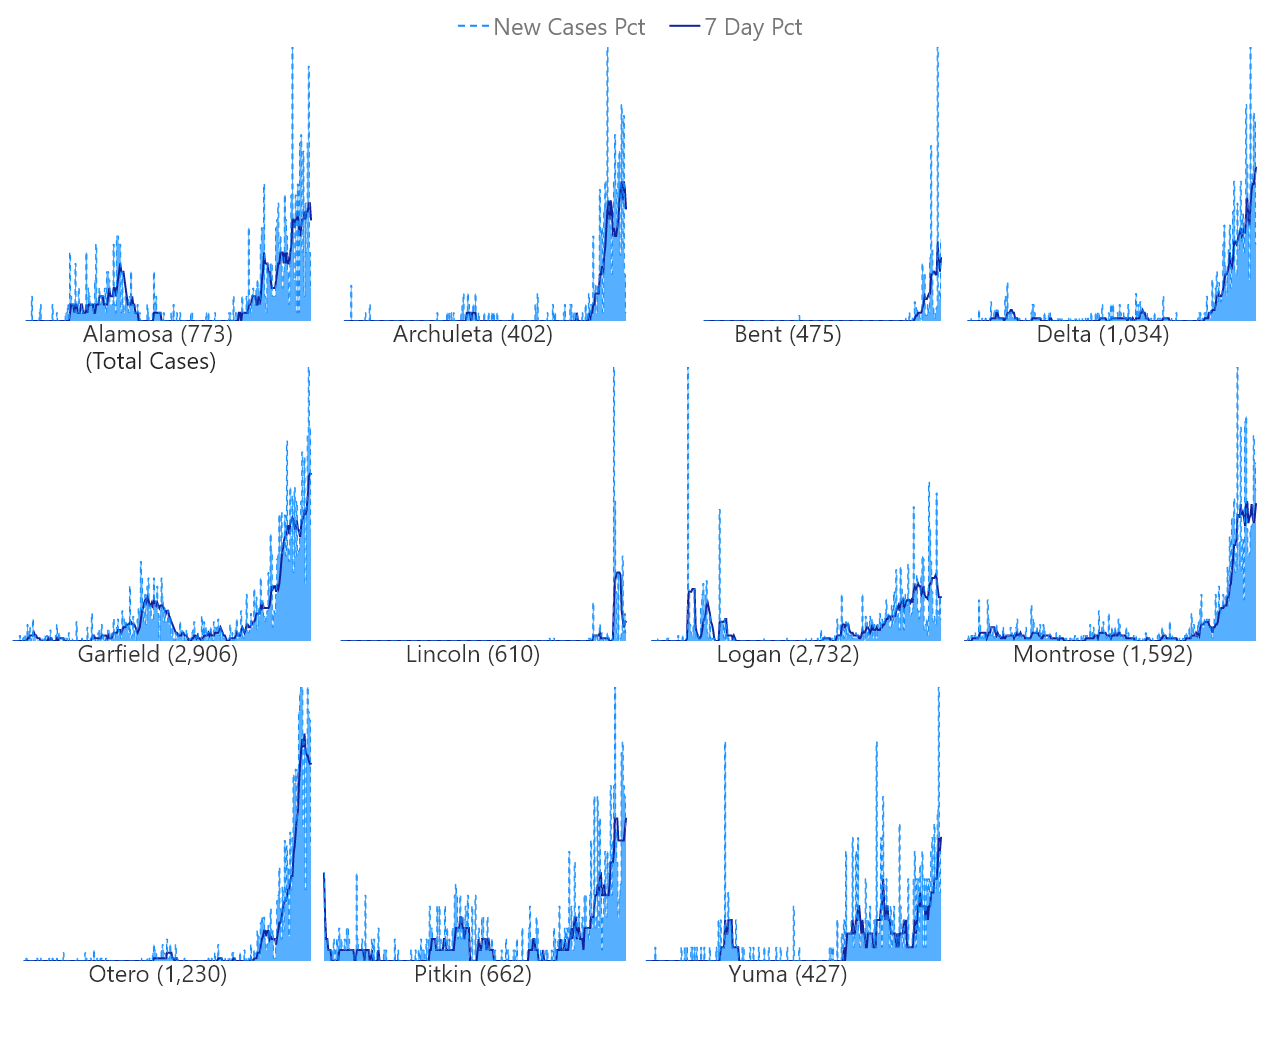 New Cases Pct 7 Day Pct
Alamosa (773) Archuleta (402) Bent (475) Delta (1,034)
(Total Cases)
Garfield (2,906) Lincoln (610) Logan (2,732) Montrose (1,592)
Otero (1,230) Pitkin (662) Yuma (427)